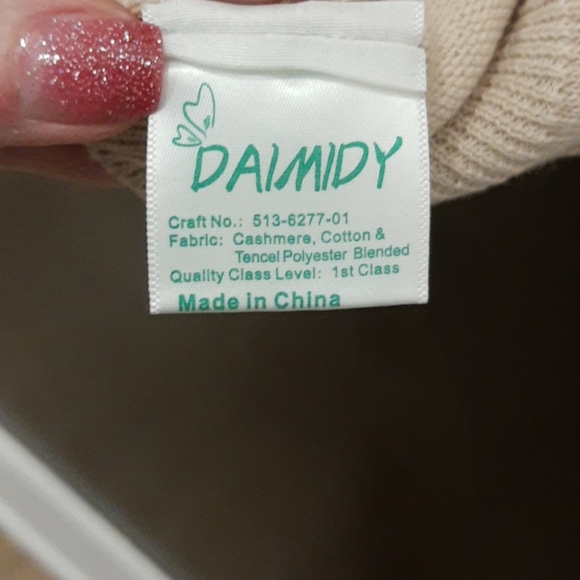 DAIMIDY
Craft No.: 513-6277-01
Fabric: Cashmere, Cotton &
Tencel Polyester Blended
Quality Class Level: 1st Class
Made in China